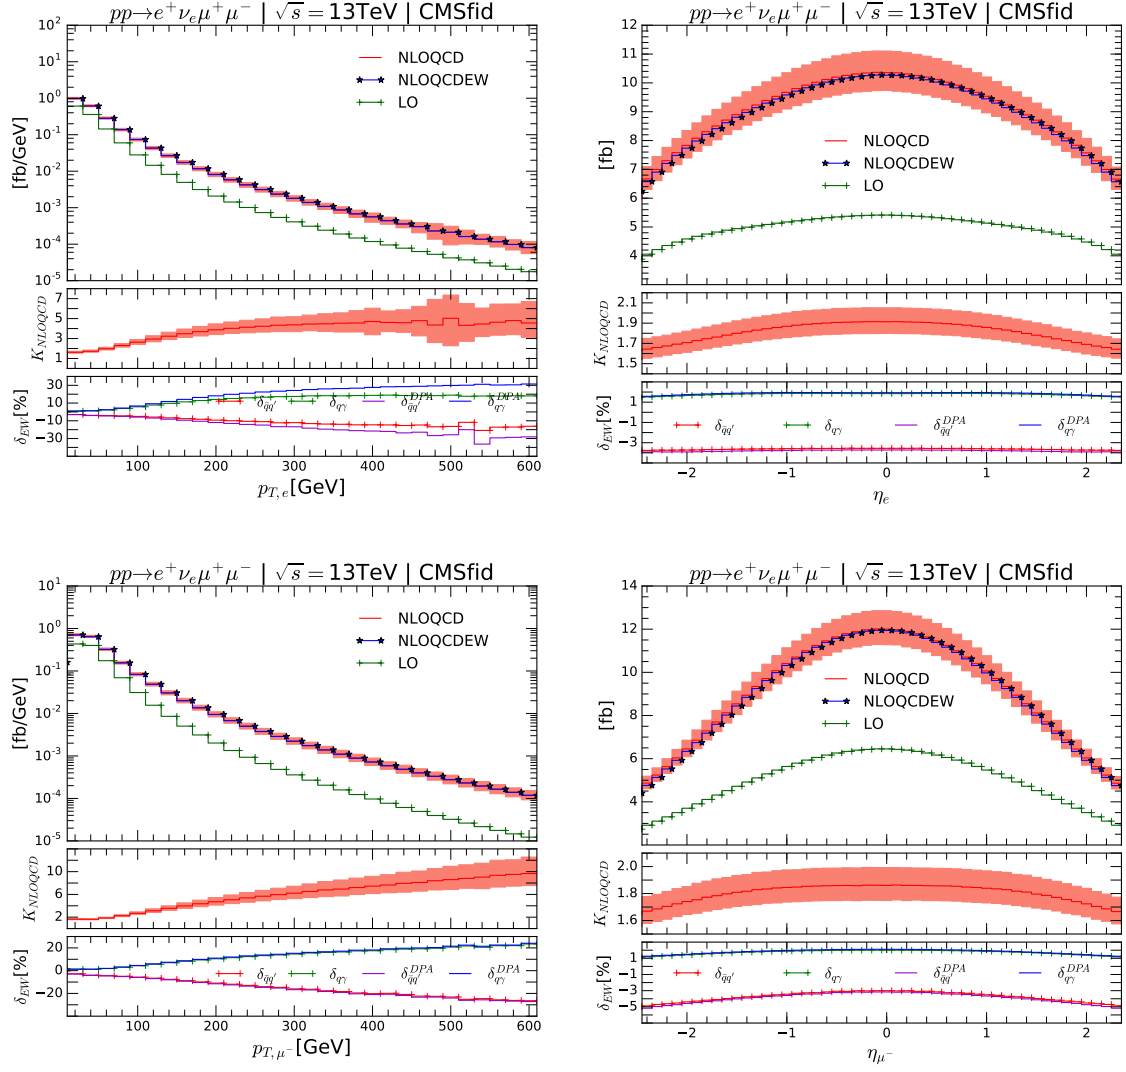 pp→e⁺νₑμ⁺μ⁻ | √s = 13TeV | CMSfid
10² 10¹ 10⁰ 10⁻¹ 10⁻² 10⁻³ 10⁻⁴ 10⁻⁵
[fb/GeV]
NLOQCD
NLOQCDEW
LO
7 5 3 1
K_NLOQCD
30 10 −10 −30
δ_EW[%]
δ_q̄q′ δ_qγ δ_q̄q′^DPA δ_qγ^DPA
100 200 300 400 500 600
p_T,e[GeV]
pp→e⁺νₑμ⁺μ⁻ | √s = 13TeV | CMSfid
12 11 10 9 8 7 6 5 4
[fb]
NLOQCD
NLOQCDEW
LO
2.1 1.9 1.7 1.5
K_NLOQCD
1 −1 −3
δ_EW[%]
δ_q̄q′ δ_qγ δ_q̄q′^DPA δ_qγ^DPA
−2 −1 0 1 2
η_e
pp→e⁺νₑμ⁺μ⁻ | √s = 13TeV | CMSfid
10¹ 10⁰ 10⁻¹ 10⁻² 10⁻³ 10⁻⁴ 10⁻⁵
[fb/GeV]
NLOQCD
NLOQCDEW
LO
10 8 6 4 2
K_NLOQCD
20 0 −20
δ_EW[%]
δ_q̄q′ δ_qγ δ_q̄q′^DPA δ_qγ^DPA
100 200 300 400 500 600
p_T,μ⁻[GeV]
pp→e⁺νₑμ⁺μ⁻ | √s = 13TeV | CMSfid
14 12 10 8 6 4 2
[fb]
NLOQCD
NLOQCDEW
LO
2.0 1.8 1.6
K_NLOQCD
1 −1 −3 −5
δ_EW[%]
δ_q̄q′ δ_qγ δ_q̄q′^DPA δ_qγ^DPA
−2 −1 0 1 2
η_μ⁻